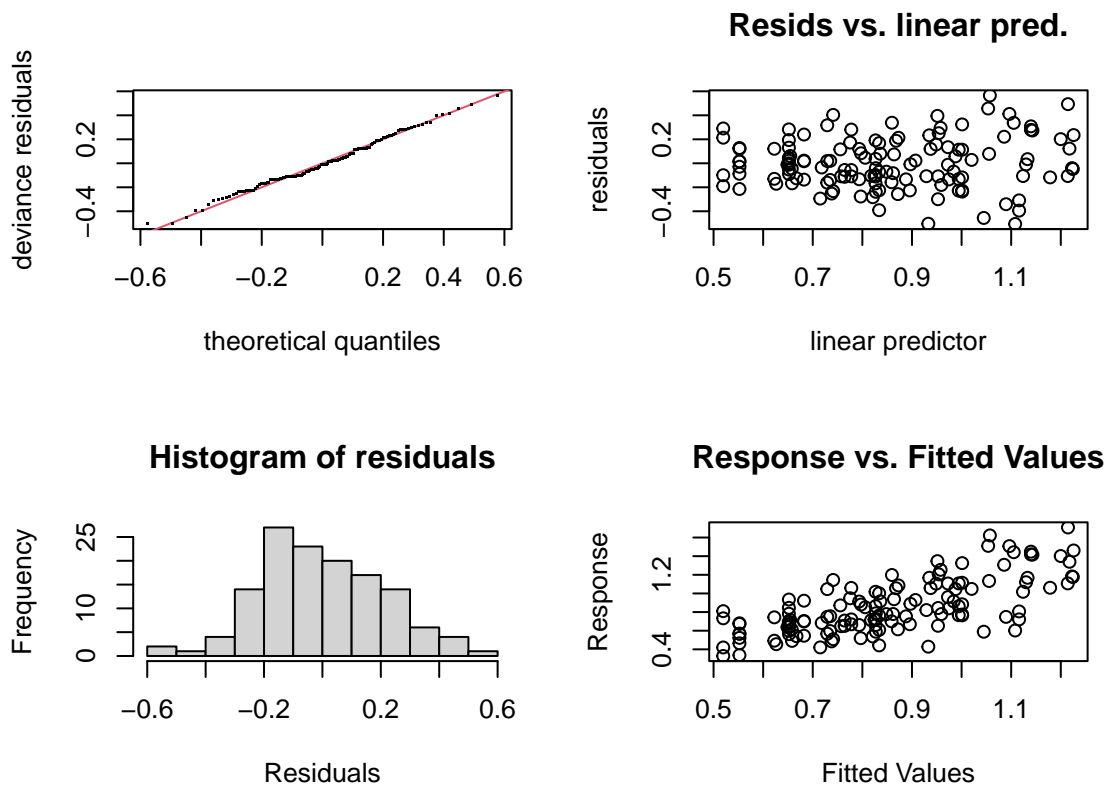 deviance residuals
0.2
−0.4
−0.6 −0.2 0.2 0.4 0.6
theoretical quantiles
Resids vs. linear pred.
residuals
0.2
−0.4
0.5 0.7 0.9 1.1
linear predictor
Histogram of residuals
Frequency
25
10
0
−0.6 −0.2 0.2 0.6
Residuals
Response vs. Fitted Values
Response
1.2
0.4
0.5 0.7 0.9 1.1
Fitted Values